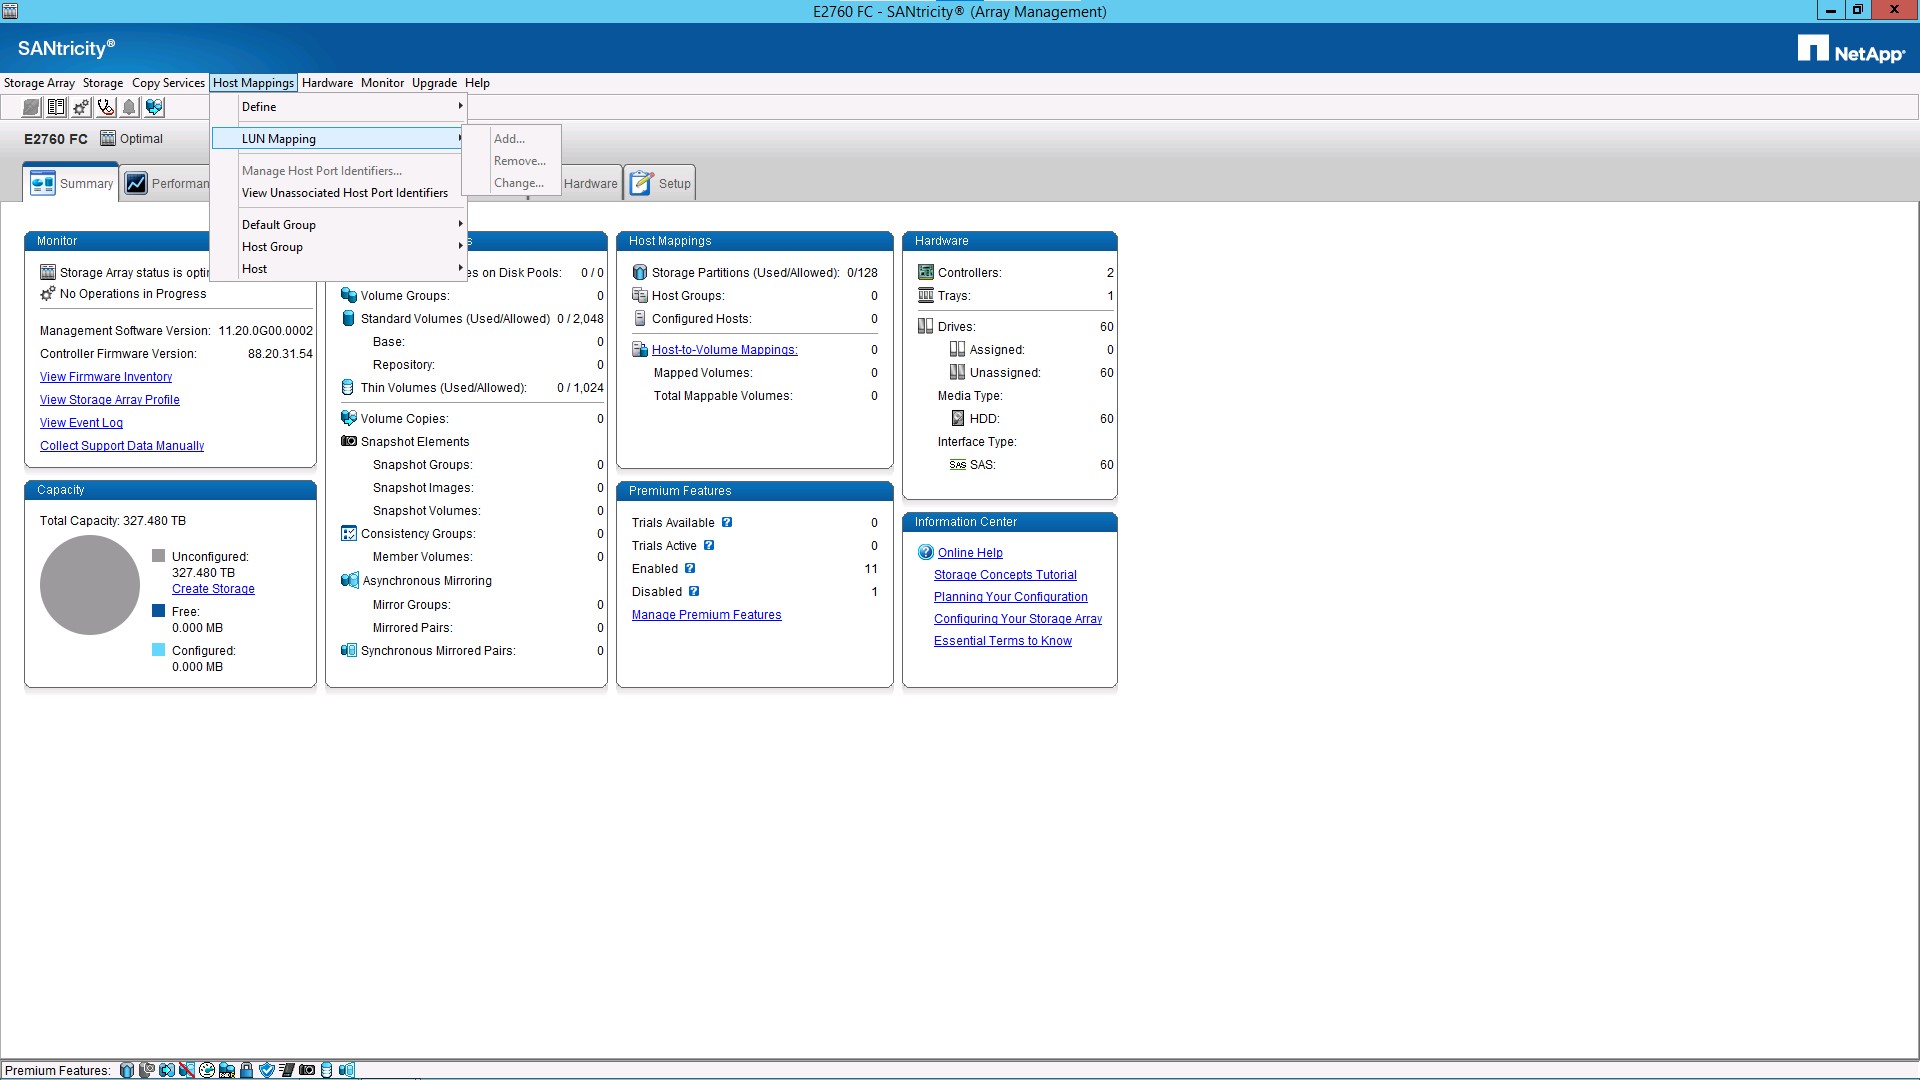 E2760 FC - SANtricity® (Array Management)
SANtricity®
NetApp®
Storage Array Storage Copy Services Host Mappings Hardware Monitor Upgrade Help
Define
LUN Mapping
Manage Host Port Identifiers...
View Unassociated Host Port Identifiers
Default Group
Host Group
Host
Add...
Remove...
Change...
E2760 FC Optimal
Summary Performan Hardware Setup
Monitor
Storage Array status is opti
No Operations in Progress
Management Software Version: 11.20.0G00.0002
Controller Firmware Version: 88.20.31.54
View Firmware Inventory
View Storage Array Profile
View Event Log
Collect Support Data Manually
Capacity
Total Capacity: 327.480 TB
Unconfigured:
327.480 TB
Create Storage
Free:
0.000 MB
Configured:
0.000 MB
s
es on Disk Pools: 0 / 0
Volume Groups: 0
Standard Volumes (Used/Allowed) 0 / 2,048
Base: 0
Repository: 0
Thin Volumes (Used/Allowed): 0 / 1,024
Volume Copies: 0
Snapshot Elements
Snapshot Groups: 0
Snapshot Images: 0
Snapshot Volumes: 0
Consistency Groups: 0
Member Volumes: 0
Asynchronous Mirroring
Mirror Groups: 0
Mirrored Pairs: 0
Synchronous Mirrored Pairs: 0
Host Mappings
Storage Partitions (Used/Allowed): 0/128
Host Groups: 0
Configured Hosts: 0
Host-to-Volume Mappings: 0
Mapped Volumes: 0
Total Mappable Volumes: 0
Premium Features
Trials Available ? 0
Trials Active ? 0
Enabled ? 11
Disabled ? 1
Manage Premium Features
Hardware
Controllers: 2
Trays: 1
Drives: 60
Assigned: 0
Unassigned: 60
Media Type:
HDD: 60
Interface Type:
SAS SAS: 60
Information Center
? Online Help
Storage Concepts Tutorial
Planning Your Configuration
Configuring Your Storage Array
Essential Terms to Know
Premium Features: